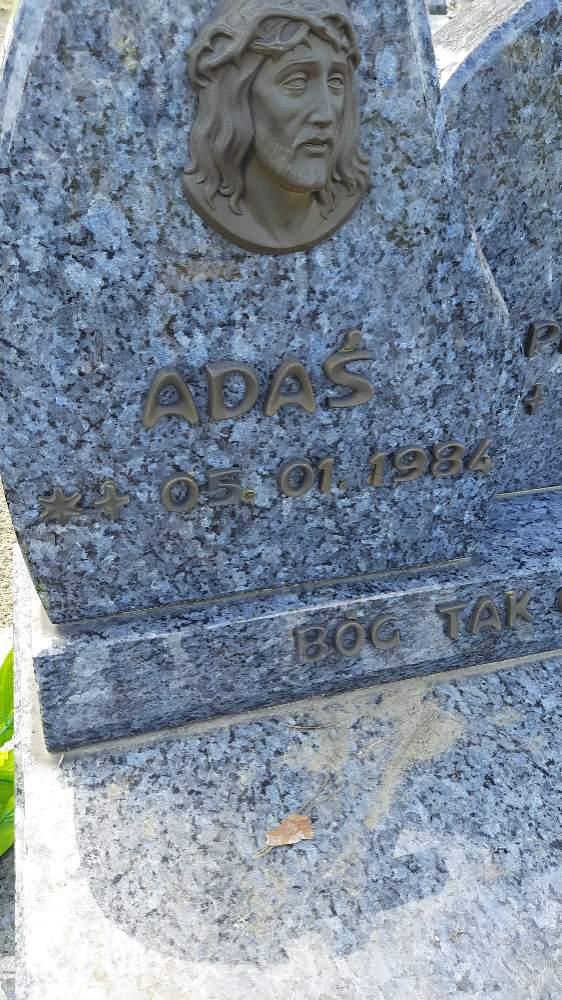 ADAŚ
*+ 05.01.1984
BÓG TAK